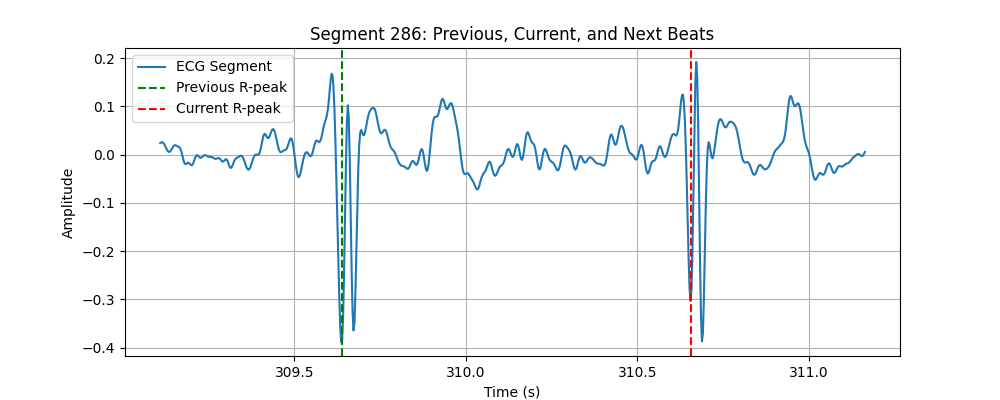 Segment 286: Previous, Current, and Next Beats
ECG Segment
Previous R-peak
Current R-peak
Amplitude
0.2
0.1
0.0
−0.1
−0.2
−0.3
−0.4
309.5 310.0 310.5 311.0
Time (s)